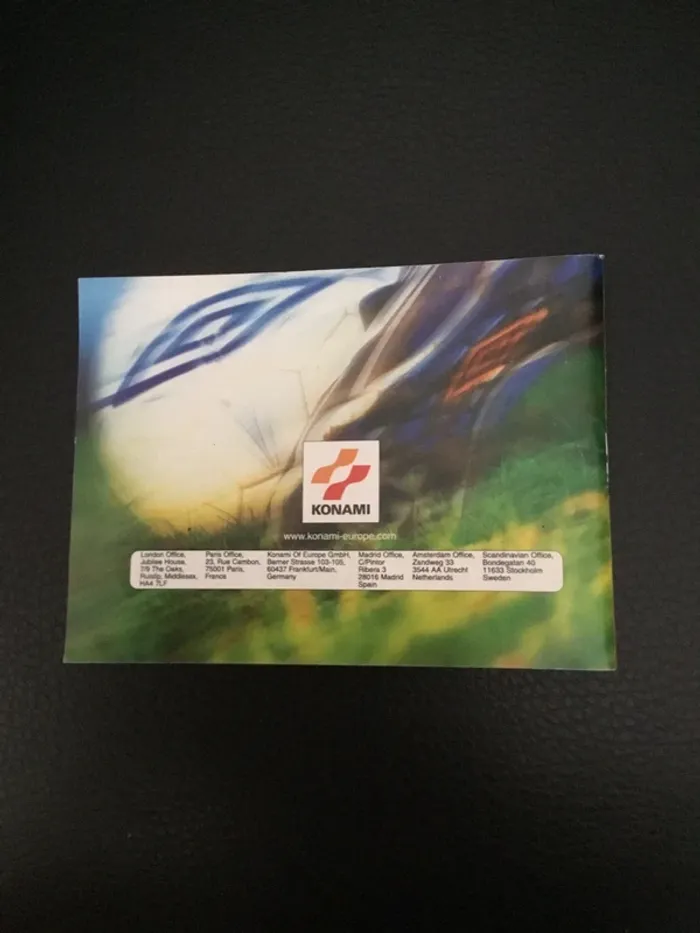 KONAMI
www.konami-europe.com
London Office,
Jubilee House,
7/9 The Oaks,
Ruislip, Middesex,
HA4 7LF
Paris Office,
23, Rue Cambon,
75001 Paris,
France
Konami Of Europe GmbH,
Berner Strasse 103-105,
60437 Frankfurt/Main,
Germany
Madrid Office,
C/Pintor
Ribera 3
28016 Madrid
Spain
Amsterdam Office,
Zandweg 33
3544 AA Utrecht
Netherlands
Scandinavian Office,
Bondegatan 40
11633 Stockholm
Sweden